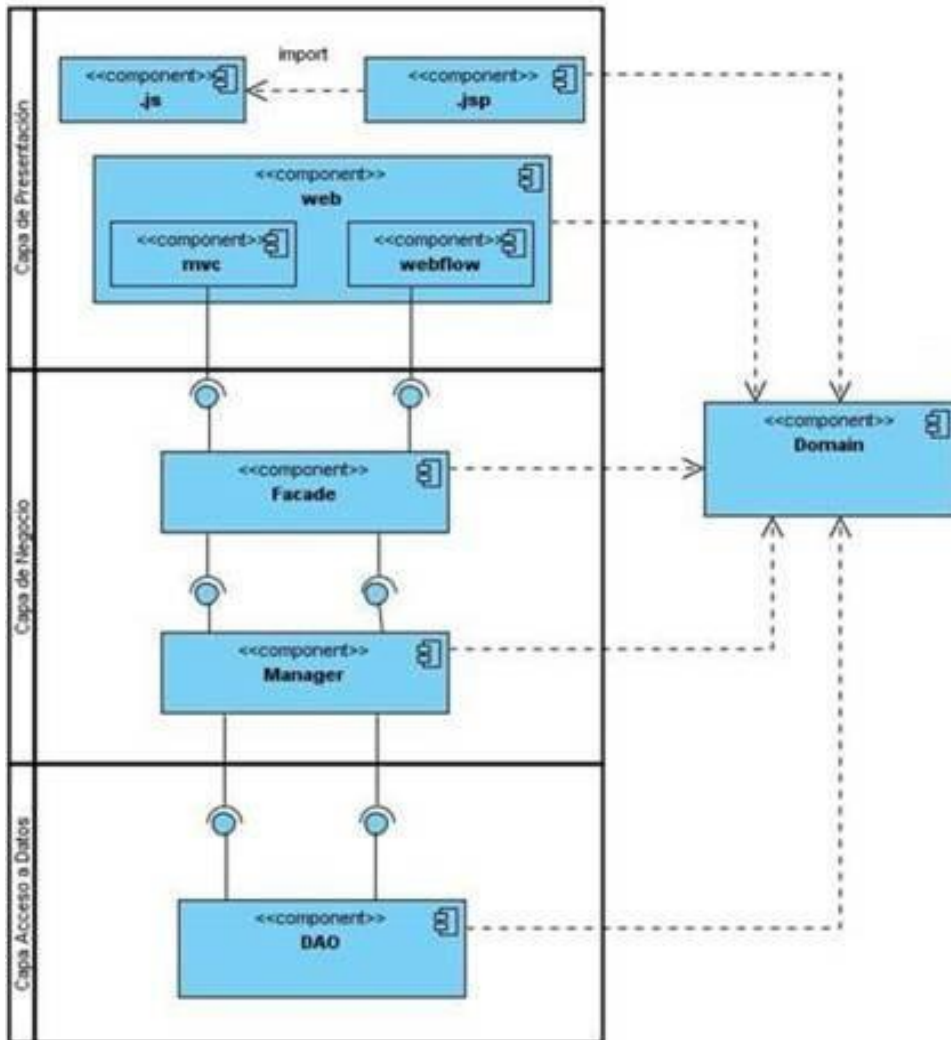 Capa de Presentación
import
<<component>>
.js
<<component>>
.jsp
<<component>>
web
<<component>>
mvc
<<component>>
webflow
Capa de Negocio
<<component>>
Facade
<<component>>
Domain
<<component>>
Manager
Capa Acceso a Datos
<<component>>
DAO